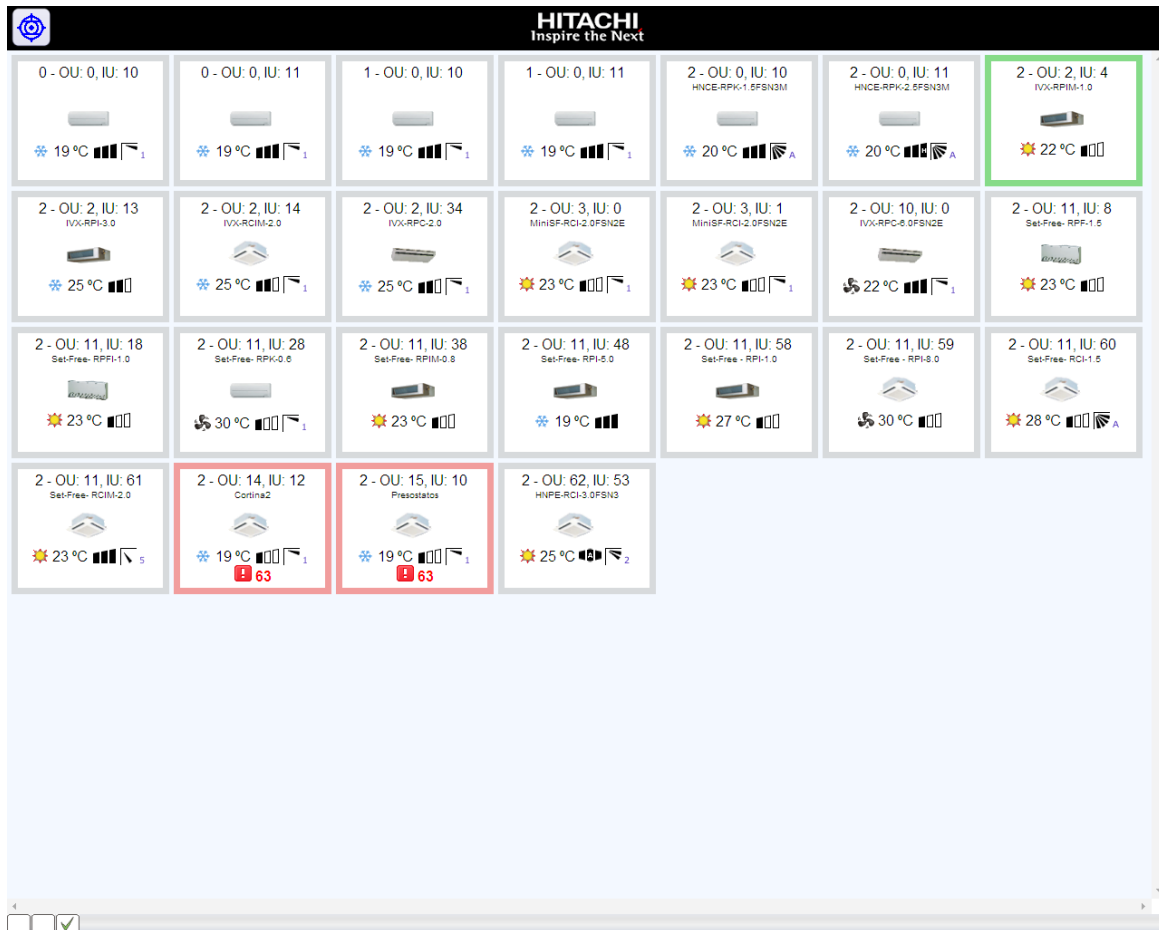 HITACHI
Inspire the Next
0 - OU: 0, IU: 10
19 ºC 1
0 - OU: 0, IU: 11
19 ºC 1
1 - OU: 0, IU: 10
19 ºC 1
1 - OU: 0, IU: 11
19 ºC 1
2 - OU: 0, IU: 10
HNCE-RPK-1.5FSN3M
20 ºC A
2 - OU: 0, IU: 11
HNCE-RPK-2.5FSN3M
20 ºC H A
2 - OU: 2, IU: 4
IVX-RPIM-1.0
22 ºC
2 - OU: 2, IU: 13
IVX-RPI-3.0
25 ºC
2 - OU: 2, IU: 14
IVX-RCIM-2.0
25 ºC 1
2 - OU: 2, IU: 34
IVX-RPC-2.0
25 ºC 1
2 - OU: 3, IU: 0
MiniSF-RCI-2.0FSN2E
23 ºC 1
2 - OU: 3, IU: 1
MiniSF-RCI-2.0FSN2E
23 ºC 1
2 - OU: 10, IU: 0
IVX-RPC-6.0FSN2E
22 ºC 1
2 - OU: 11, IU: 8
Set-Free- RPF-1.5
23 ºC
2 - OU: 11, IU: 18
Set-Free- RPFI-1.0
23 ºC
2 - OU: 11, IU: 28
Set-Free- RPK-0.6
30 ºC 1
2 - OU: 11, IU: 38
Set-Free- RPIM-0.8
23 ºC
2 - OU: 11, IU: 48
Set-Free- RPI-5.0
19 ºC
2 - OU: 11, IU: 58
Set-Free - RPI-1.0
27 ºC
2 - OU: 11, IU: 59
Set-Free - RPI-8.0
30 ºC
2 - OU: 11, IU: 60
Set-Free- RCI-1.5
28 ºC A
2 - OU: 11, IU: 61
Set-Free- RCIM-2.0
23 ºC 5
2 - OU: 14, IU: 12
Cortina2
19 ºC 1
! 63
2 - OU: 15, IU: 10
Presostatos
19 ºC 1
! 63
2 - OU: 62, IU: 53
HNPE-RCI-3.0FSN3
25 ºC A 2